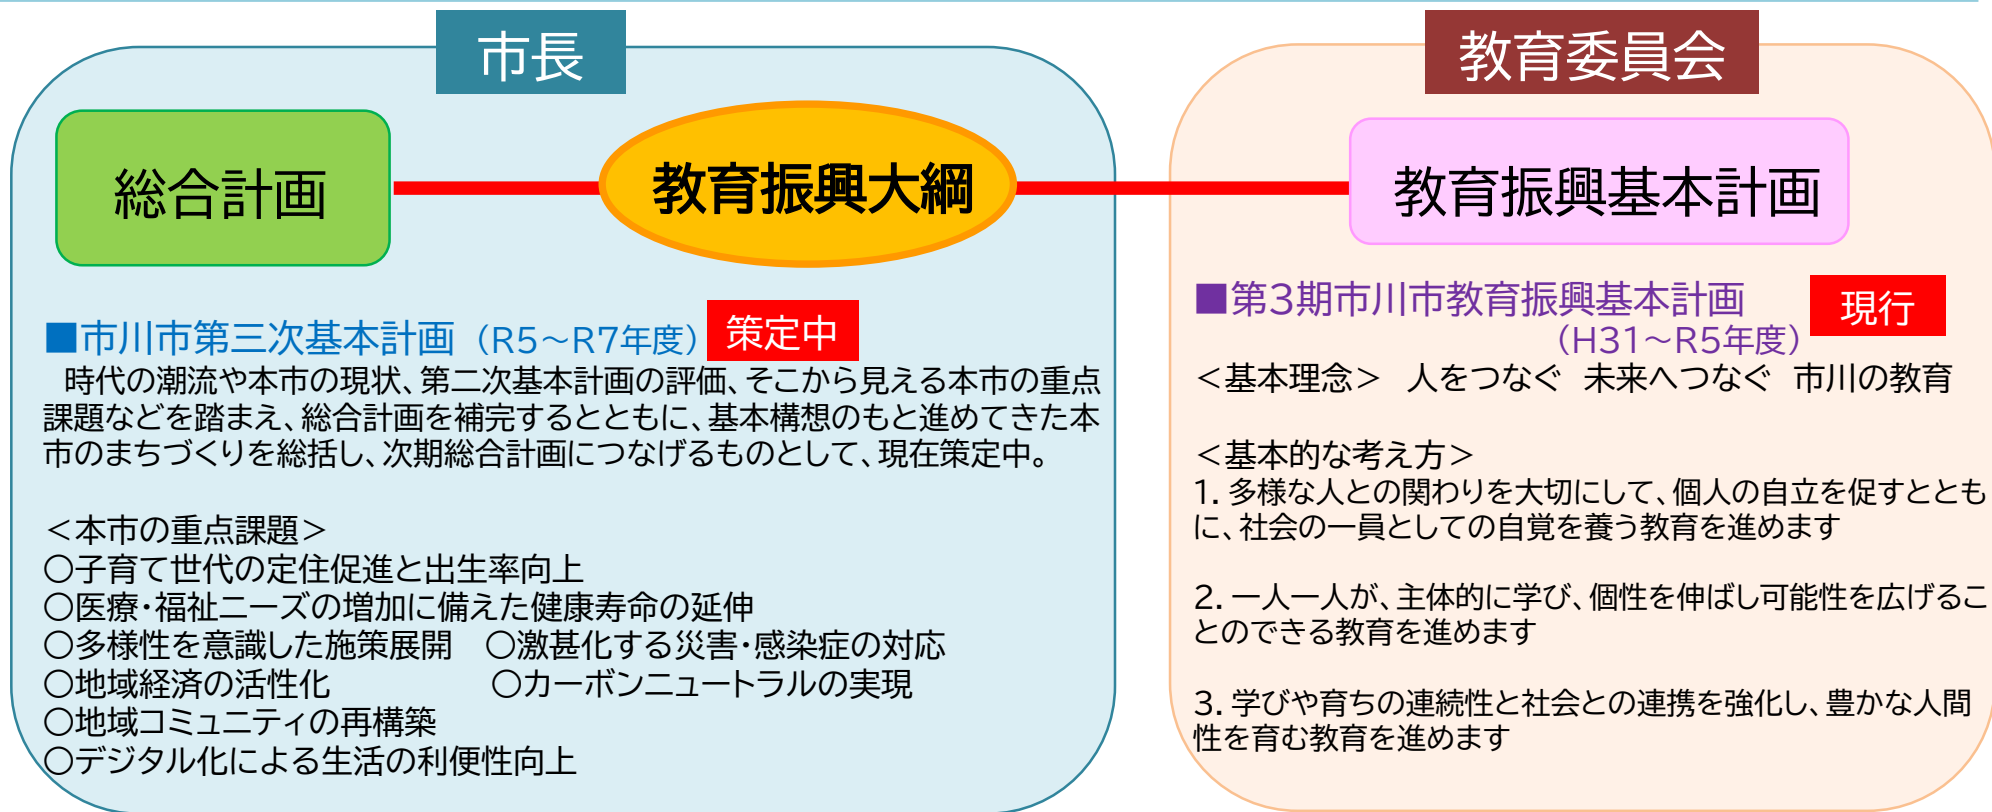 市長
総合計画
教育振興大綱
■市川市第三次基本計画（R5～R7年度）
策定中
時代の潮流や本市の現状、第二次基本計画の評価、そこから見える本市の重点
課題などを踏まえ、総合計画を補完するとともに、基本構想のもと進めてきた本
市のまちづくりを総括し、次期総合計画につなげるものとして、現在策定中。
＜本市の重点課題＞
○子育て世代の定住促進と出生率向上
○医療・福祉ニーズの増加に備えた健康寿命の延伸
○多様性を意識した施策展開　○激甚化する災害・感染症の対応
○地域経済の活性化　○カーボンニュートラルの実現
○地域コミュニティの再構築
○デジタル化による生活の利便性向上
教育委員会
教育振興基本計画
■第3期市川市教育振興基本計画
（H31～R5年度）
現行
＜基本理念＞　人をつなぐ　未来へつなぐ　市川の教育
＜基本的な考え方＞
1．多様な人との関わりを大切にして、個人の自立を促すととも
に、社会の一員としての自覚を養う教育を進めます
2．一人一人が、主体的に学び、個性を伸ばし可能性を広げるこ
とのできる教育を進めます
3．学びや育ちの連続性と社会との連携を強化し、豊かな人間
性を育む教育を進めます